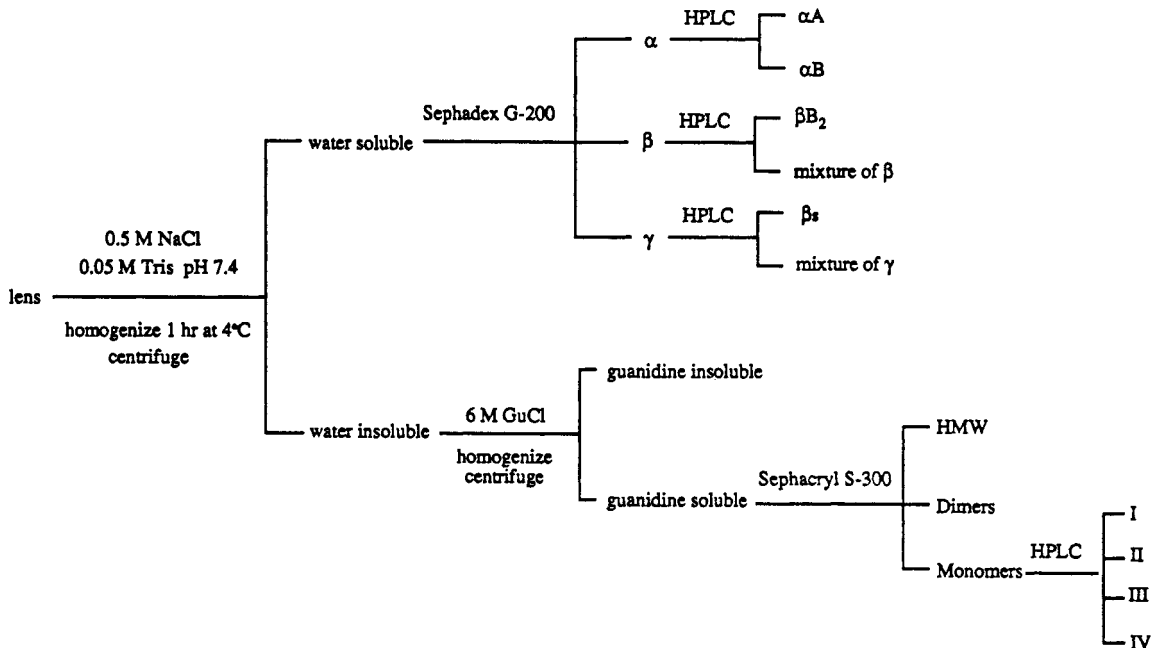 HPLC
αA
α
αB
Sephadex G-200
HPLC
βB₂
water soluble
β
mixture of β
HPLC
βs
0.5 M NaCl
γ
0.05 M Tris pH 7.4
mixture of γ
lens
homogenize 1 hr at 4°C
centrifuge
guanidine insoluble
6 M GuCl
water insoluble
HMW
homogenize
centrifuge
Sephacryl S-300
guanidine soluble
Dimers
I
HPLC
II
Monomers
III
IV